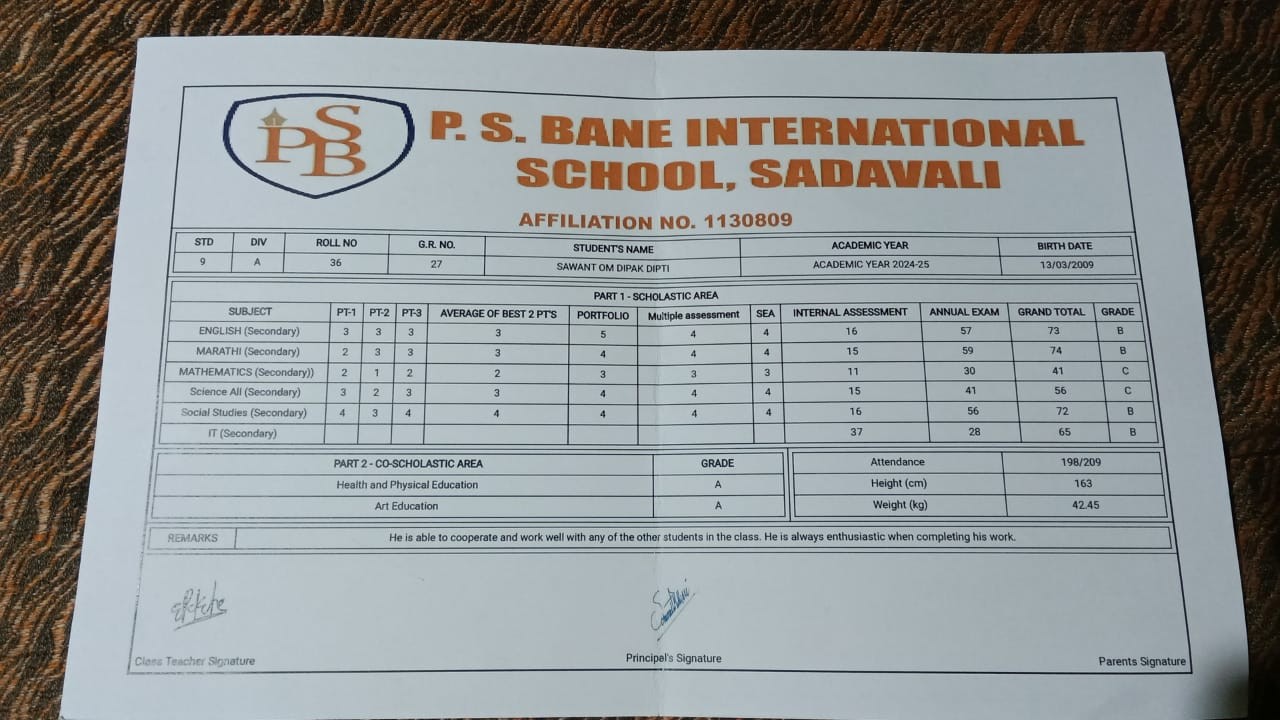 PSB
P. S. BANE INTERNATIONAL
SCHOOL, SADAVALI
AFFILIATION NO. 1130809
STD DIV ROLL NO G.R. NO. STUDENT'S NAME ACADEMIC YEAR BIRTH DATE
9 A 36 27 SAWANT OM DIPAK DIPTI ACADEMIC YEAR 2024-25 13/03/2009
PART 1 - SCHOLASTIC AREA
SUBJECT PT-1 PT-2 PT-3 AVERAGE OF BEST 2 PT'S PORTFOLIO Multiple assessment SEA INTERNAL ASSESSMENT ANNUAL EXAM GRAND TOTAL GRADE
ENGLISH (Secondary) 3 3 3 3 5 4 4 16 57 73 B
MARATHI (Secondary) 2 3 3 3 4 4 4 15 59 74 B
MATHEMATICS (Secondary)) 2 1 2 2 3 3 3 11 30 41 C
Science All (Secondary) 3 2 3 3 4 4 4 15 41 56 C
Social Studies (Secondary) 4 3 4 4 4 4 4 16 56 72 B
IT (Secondary) 37 28 65 B
PART 2 - CO-SCHOLASTIC AREA GRADE Attendance 198/209
Health and Physical Education A Height (cm) 163
Art Education A Weight (kg) 42.45
REMARKS He is able to cooperate and work well with any of the other students in the class. He is always enthusiastic when completing his work.
Class Teacher Signature Principal's Signature Parents Signature